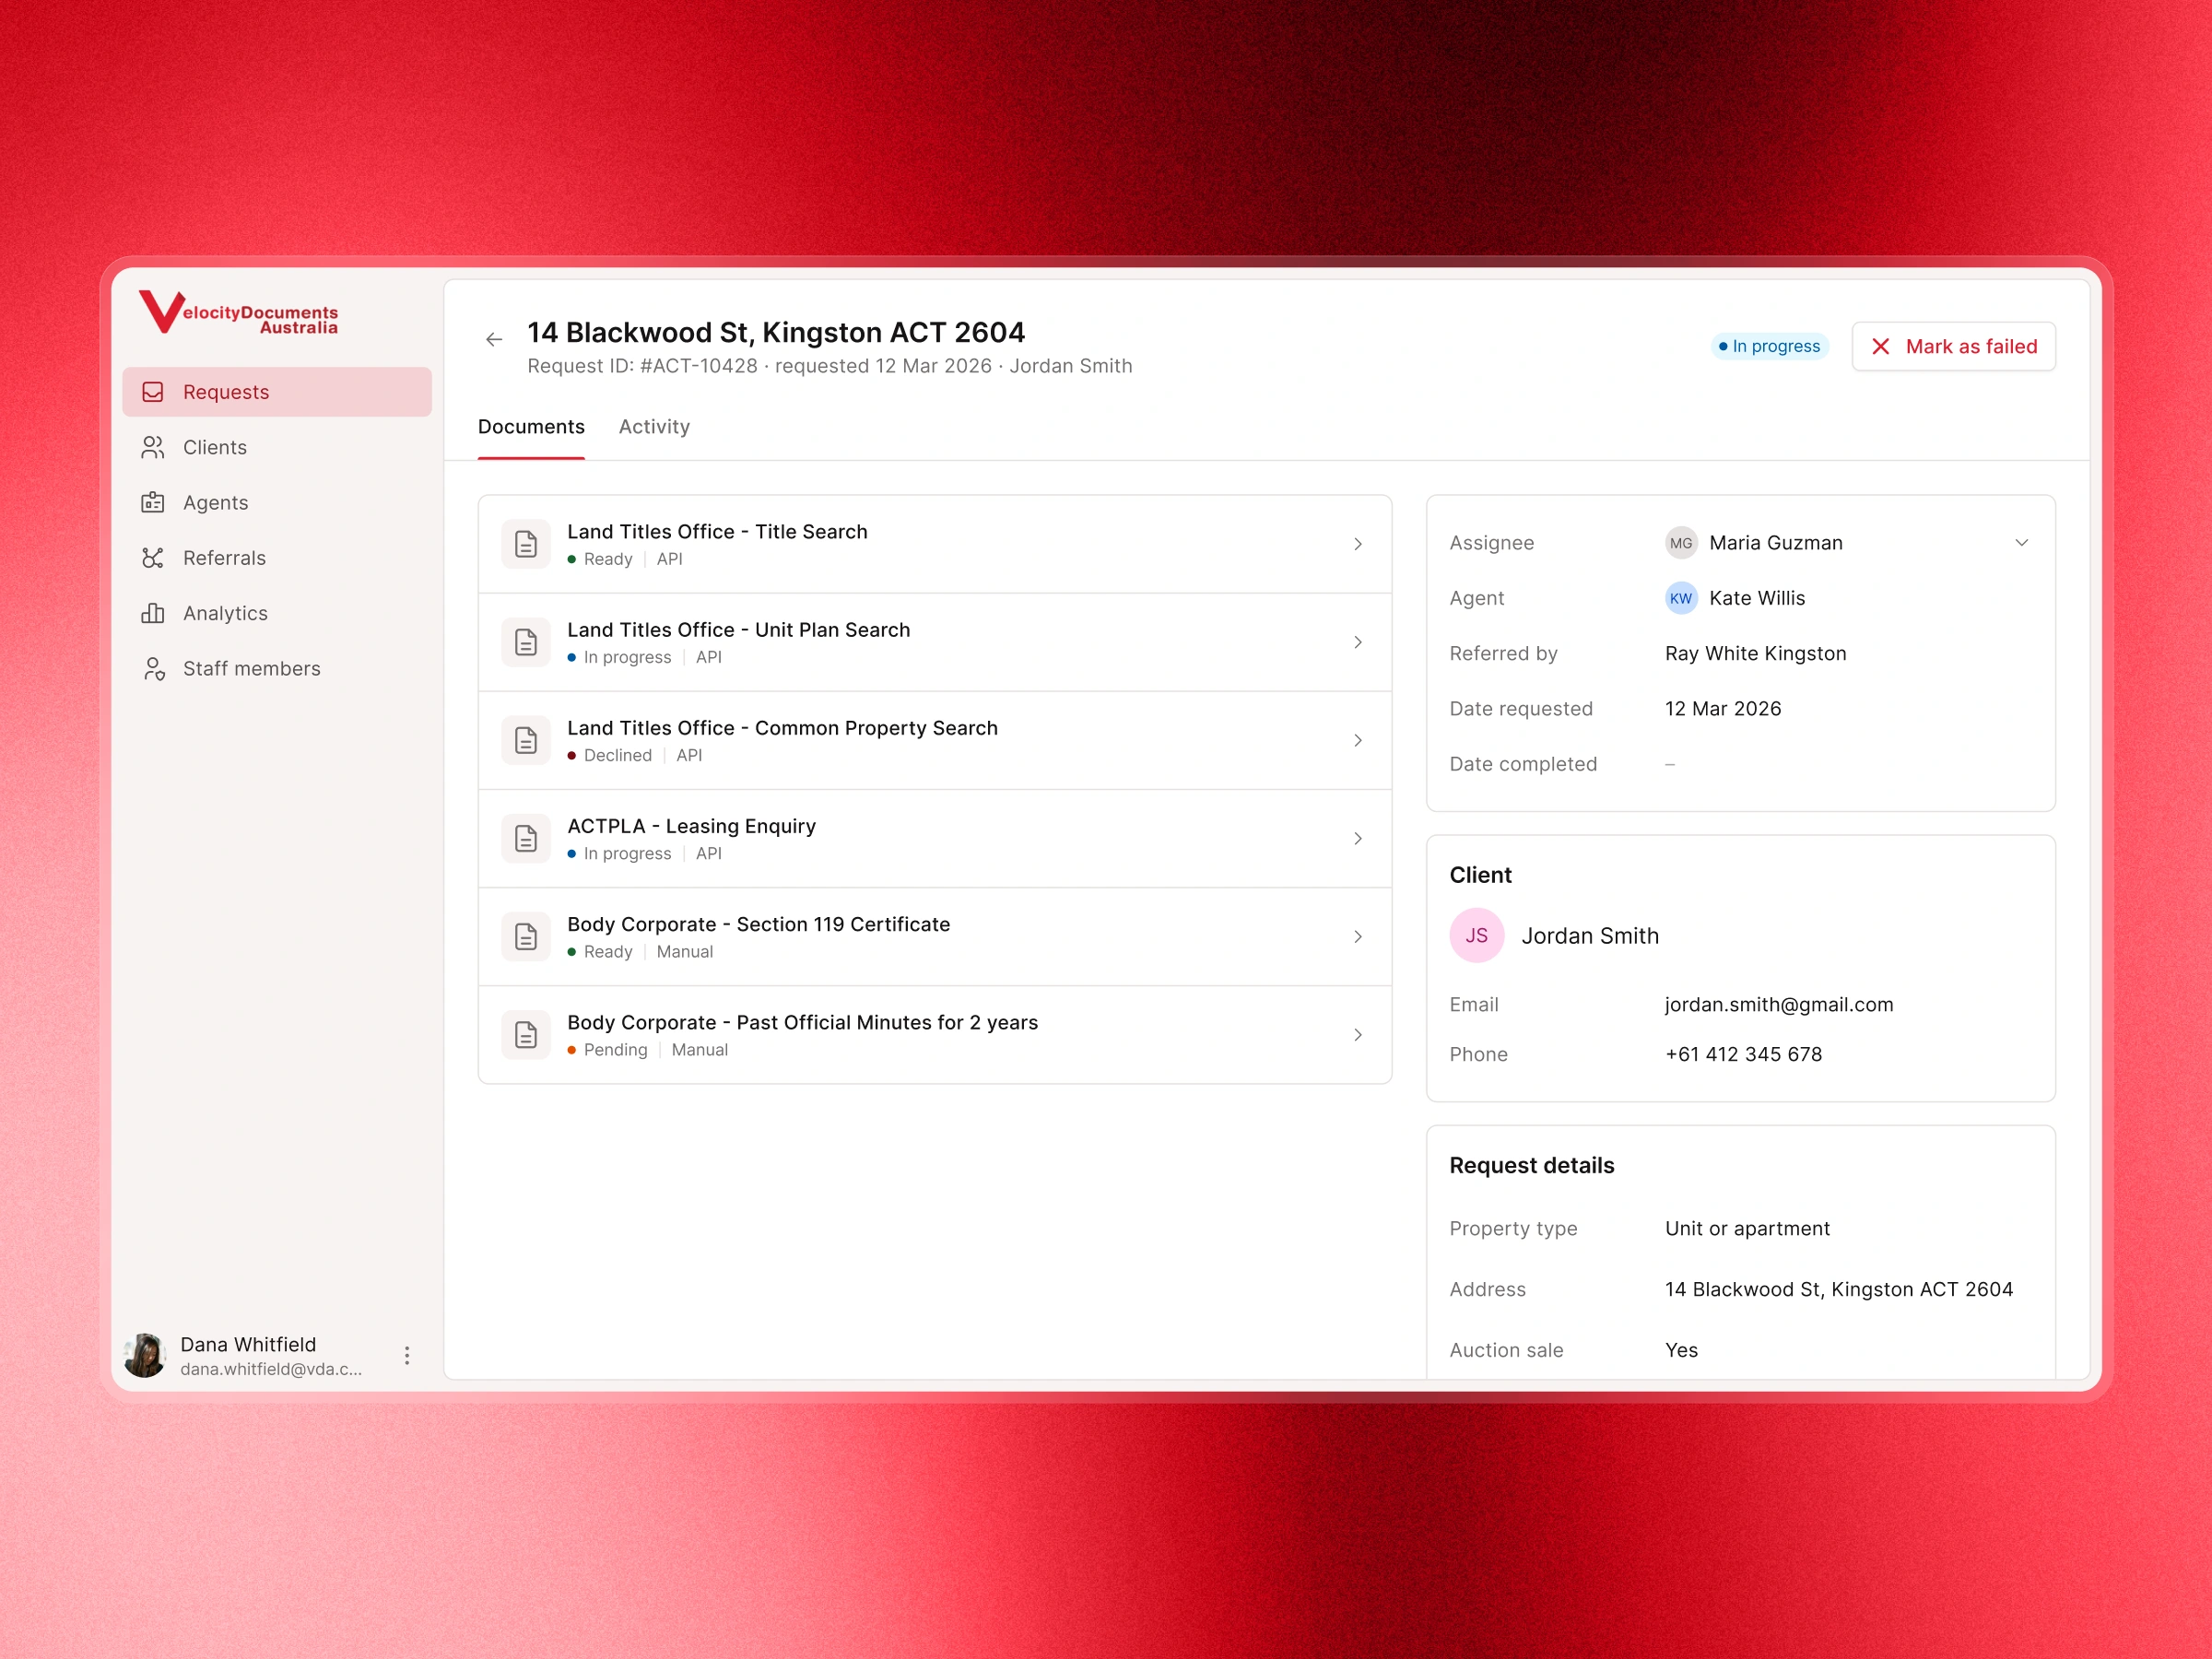 VelocityDocuments
Australia
Requests
Clients
Agents
Referrals
Analytics
Staff members
Dana Whitfield
dana.whitfield@vda.c...
14 Blackwood St, Kingston ACT 2604
Request ID: #ACT-10428 · requested 12 Mar 2026 · Jordan Smith
In progress
Mark as failed
Documents
Activity
Land Titles Office - Title Search
Ready | API
Land Titles Office - Unit Plan Search
In progress | API
Land Titles Office - Common Property Search
Declined | API
ACTPLA - Leasing Enquiry
In progress | API
Body Corporate - Section 119 Certificate
Ready | Manual
Body Corporate - Past Official Minutes for 2 years
Pending | Manual
Assignee MG Maria Guzman
Agent KW Kate Willis
Referred by Ray White Kingston
Date requested 12 Mar 2026
Date completed –
Client
JS Jordan Smith
Email jordan.smith@gmail.com
Phone +61 412 345 678
Request details
Property type Unit or apartment
Address 14 Blackwood St, Kingston ACT 2604
Auction sale Yes